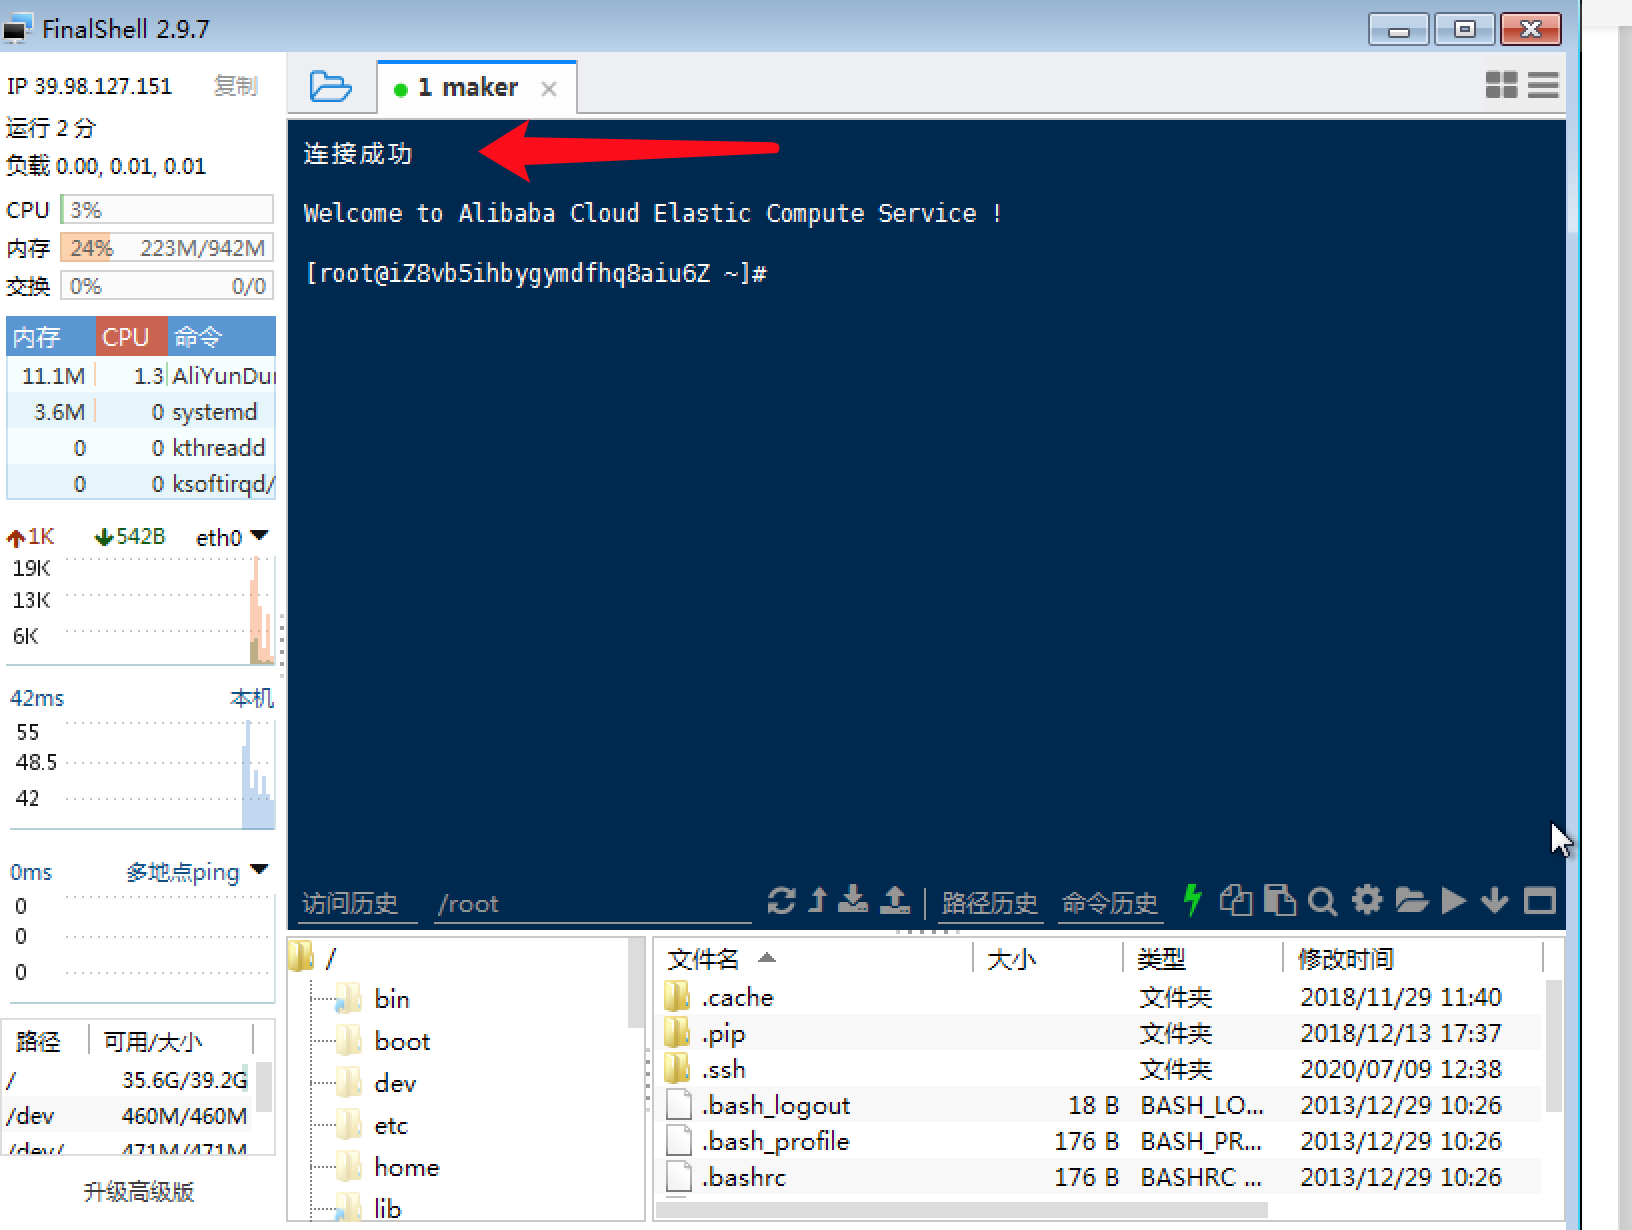 FinalShell 2.9.7
IP 39.98.127.151 复制
运行 2 分
负载 0.00, 0.01, 0.01
CPU 3%
内存 24% 223M/942M
交换 0% 0/0
内存 CPU 命令
11.1M 1.3 AliYunDu
3.6M 0 systemd
0 0 kthreadd
0 0 ksoftirqd/
1K 542B eth0
19K
13K
6K
42ms 本机
55
48.5
42
0ms 多地点ping
0
0
0
路径 可用/大小
/ 35.6G/39.2G
/dev 460M/460M
/dev/ 471M/471M
升级高级版
1 maker
连接成功
Welcome to Alibaba Cloud Elastic Compute Service !
[root@iZ8vb5ihbygymdfhq8aiu6Z ~]#
访问历史 /root 路径历史 命令历史
/
bin
boot
dev
etc
home
lib
文件名 大小 类型 修改时间
.cache 文件夹 2018/11/29 11:40
.pip 文件夹 2018/12/13 17:37
.ssh 文件夹 2020/07/09 12:38
.bash_logout 18 B BASH_LO... 2013/12/29 10:26
.bash_profile 176 B BASH_PR... 2013/12/29 10:26
.bashrc 176 B BASHRC ... 2013/12/29 10:26